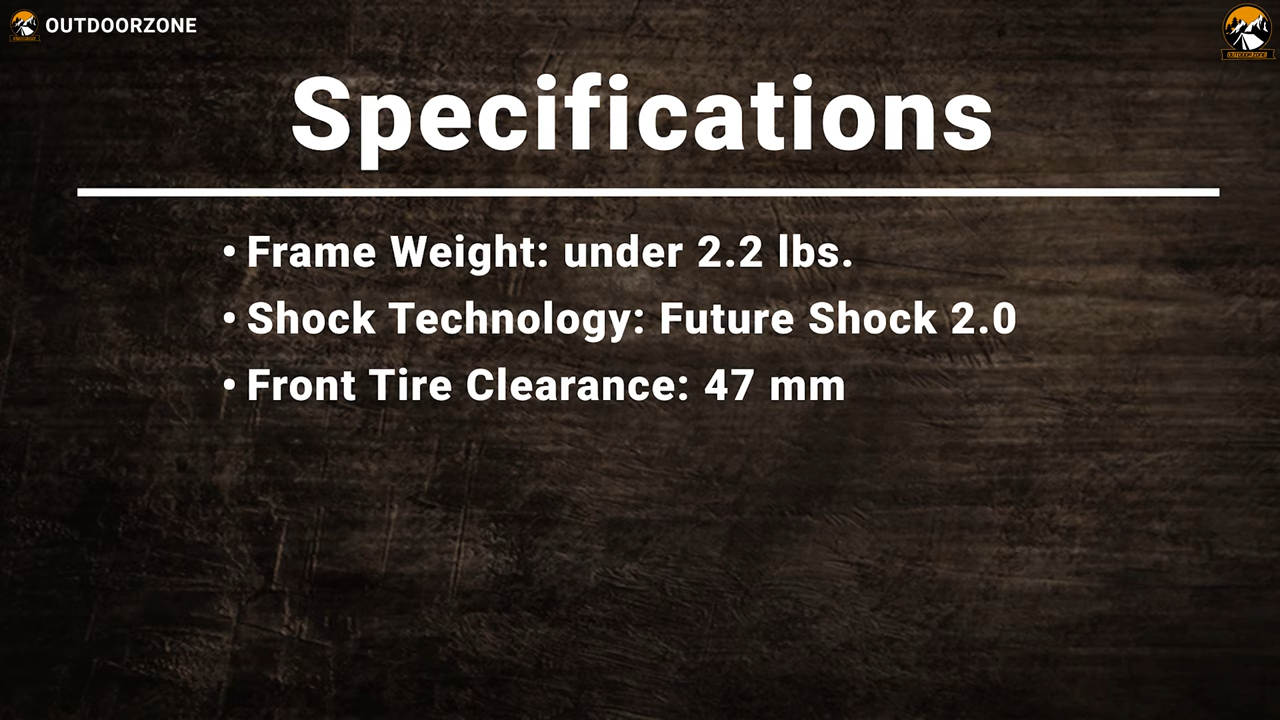 OUTDOORZONE
Specifications
• Frame Weight: under 2.2 lbs.
• Shock Technology: Future Shock 2.0
• Front Tire Clearance: 47 mm
OUTDOORZONE